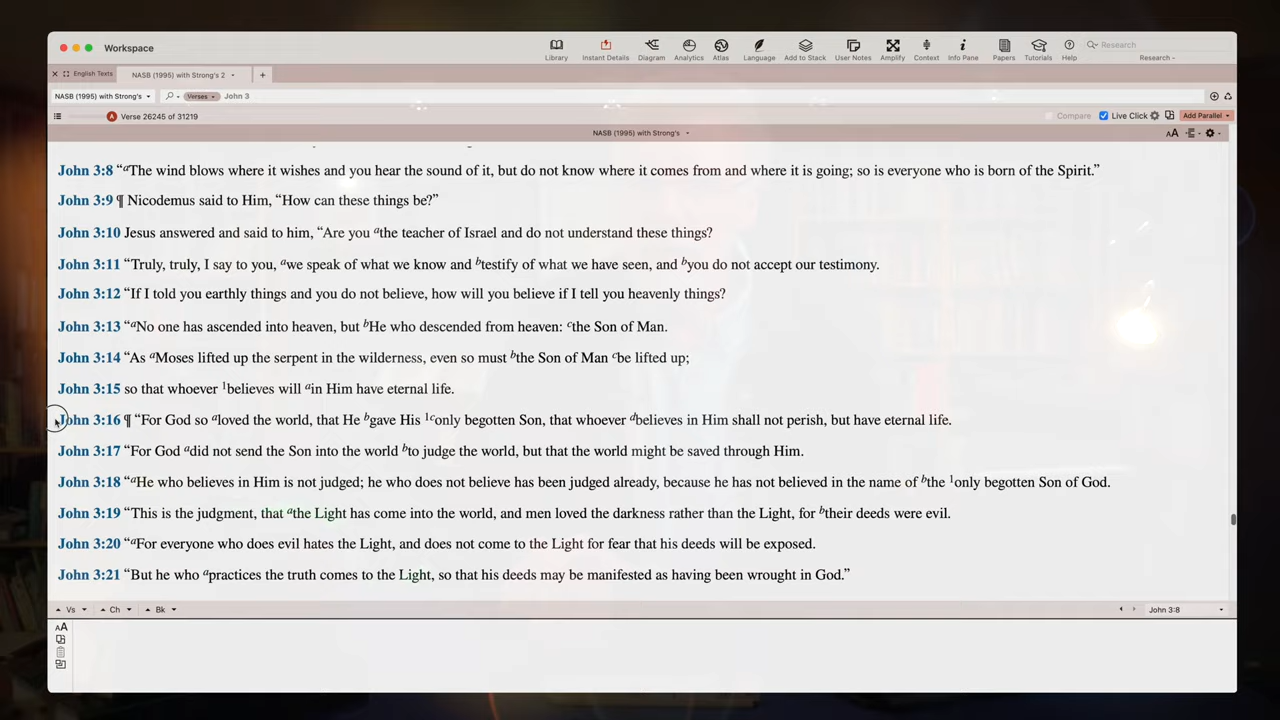 Workspace
Library Instant Details Diagram Analytics Atlas Language Add to Stack User Notes Amplify Context Info Pane Papers Tutorials Help Research
Research
English Texts NASB (1995) with Strong's 2 +
NASB (1995) with Strong's Verses John 3
Verse 26245 of 31219 Compare Live Click Add Parallel
NASB (1995) with Strong's AA
John 3:8 “aThe wind blows where it wishes and you hear the sound of it, but do not know where it comes from and where it is going; so is everyone who is born of the Spirit.”
John 3:9 ¶ Nicodemus said to Him, “How can these things be?”
John 3:10 Jesus answered and said to him, “Are you athe teacher of Israel and do not understand these things?
John 3:11 “Truly, truly, I say to you, awe speak of what we know and btestify of what we have seen, and byou do not accept our testimony.
John 3:12 “If I told you earthly things and you do not believe, how will you believe if I tell you heavenly things?
John 3:13 “aNo one has ascended into heaven, but bHe who descended from heaven: cthe Son of Man.
John 3:14 “As aMoses lifted up the serpent in the wilderness, even so must bthe Son of Man cbe lifted up;
John 3:15 so that whoever 1believes will ain Him have eternal life.
John 3:16 ¶ “For God so aloved the world, that He bgave His 1conly begotten Son, that whoever dbelieves in Him shall not perish, but have eternal life.
John 3:17 “For God adid not send the Son into the world bto judge the world, but that the world might be saved through Him.
John 3:18 “aHe who believes in Him is not judged; he who does not believe has been judged already, because he has not believed in the name of bthe 1only begotten Son of God.
John 3:19 “This is the judgment, that athe Light has come into the world, and men loved the darkness rather than the Light, for btheir deeds were evil.
John 3:20 “aFor everyone who does evil hates the Light, and does not come to the Light for fear that his deeds will be exposed.
John 3:21 “But he who apractices the truth comes to the Light, so that his deeds may be manifested as having been wrought in God.”
Vs Ch Bk John 3:8
AA